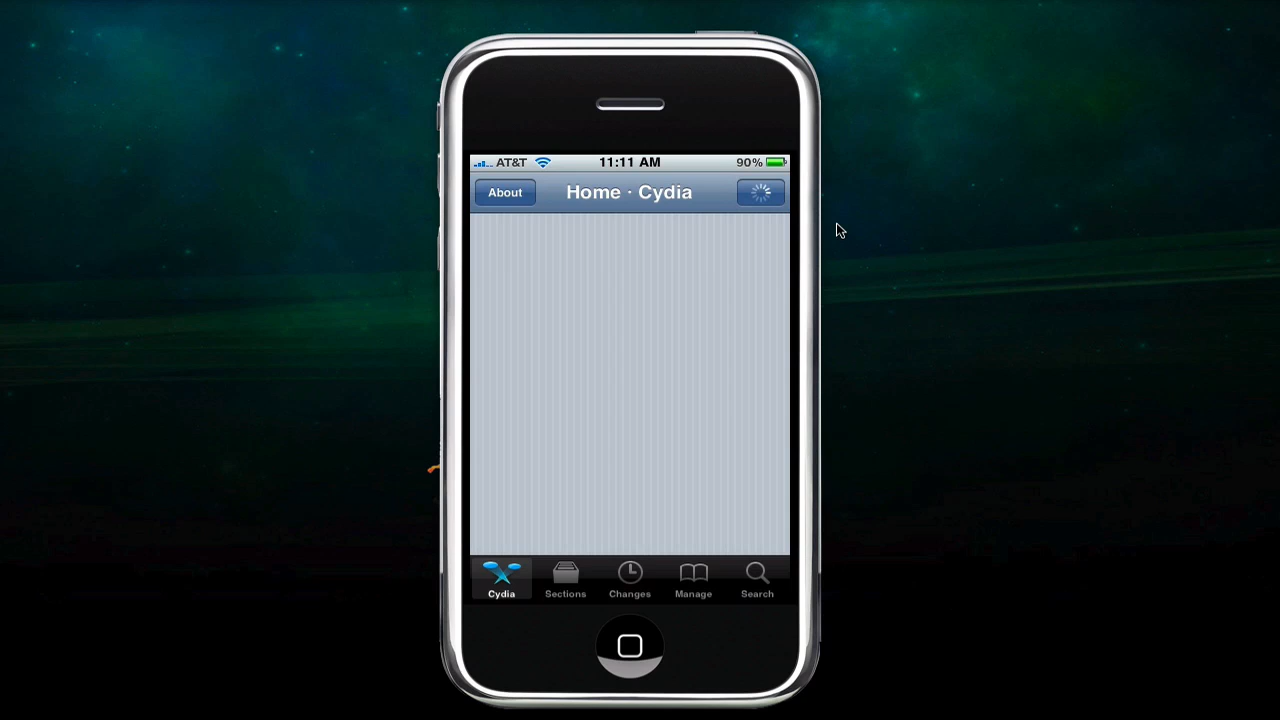 AT&T 11:11 AM 90%
About Home · Cydia
Cydia Sections Changes Manage Search